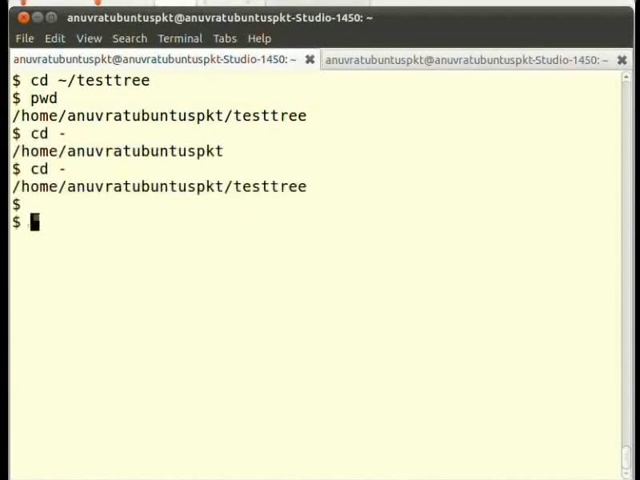 anuvratubuntuspkt@anuvratubuntuspkt-Studio-1450: ~
File Edit View Search Terminal Tabs Help
anuvratubuntuspkt@anuvratubuntuspkt-Studio-1450: ~ ✖ anuvratubuntuspkt@anuvratubuntuspkt-Studio-1450: ~ ✖
$ cd ~/testtree
$ pwd
/home/anuvratubuntuspkt/testtree
$ cd -
/home/anuvratubuntuspkt
$ cd -
/home/anuvratubuntuspkt/testtree
$
$